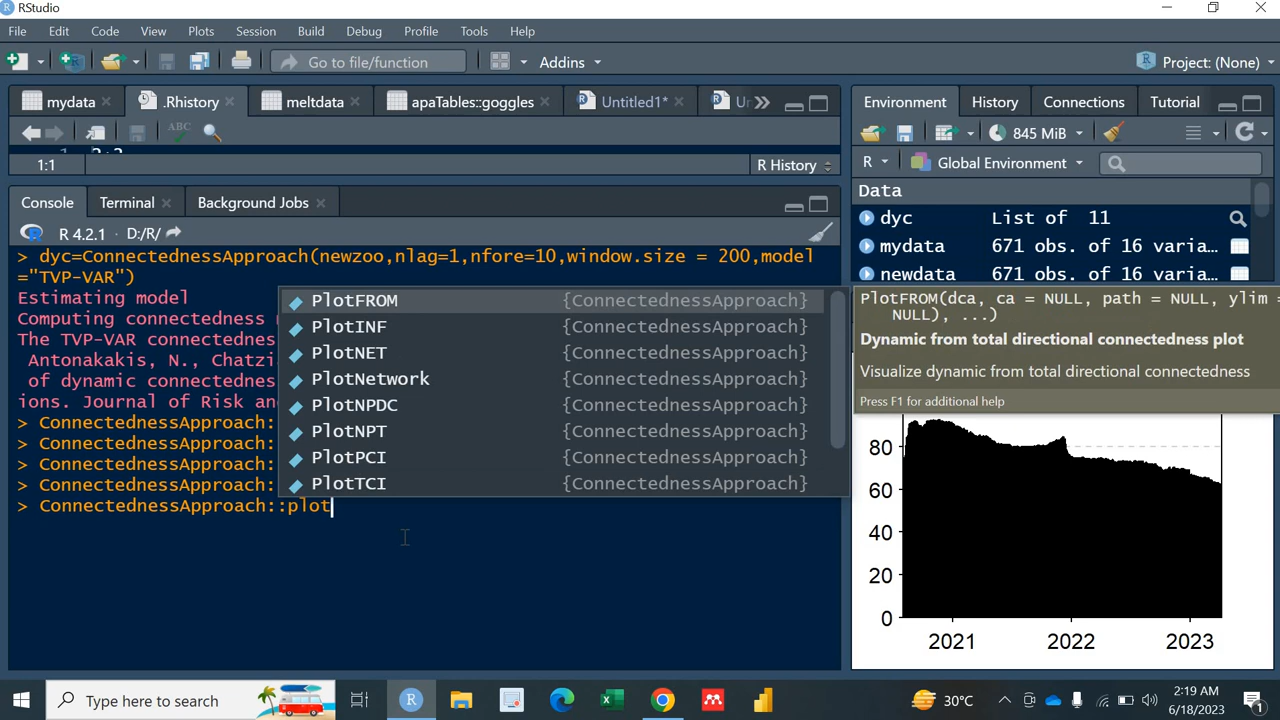 RStudio
File Edit Code View Plots Session Build Debug Profile Tools Help
Go to file/function Addins Project: (None)
mydata .Rhistory meltdata apaTables::goggles Untitled1* Ur
1:1 R History
Console Terminal Background Jobs
R 4.2.1 · D:/R/
> dyc=ConnectednessApproach(newzoo,nlag=1,nfore=10,window.size = 200,model
="TVP-VAR")
Estimating model
Computing connectedness
The TVP-VAR connectedness
Antonakakis, N., Chatzi
of dynamic connectednes
ions. Journal of Risk an
> ConnectednessApproach:
> ConnectednessApproach:
> ConnectednessApproach:
> ConnectednessApproach:
> ConnectednessApproach::plot
PlotFROM {ConnectednessApproach}
PlotINF {ConnectednessApproach}
PlotNET {ConnectednessApproach}
PlotNetwork {ConnectednessApproach}
PlotNPDC {ConnectednessApproach}
PlotNPT {ConnectednessApproach}
PlotPCI {ConnectednessApproach}
PlotTCI {ConnectednessApproach}
Environment History Connections Tutorial
845 MiB
R Global Environment
Data
dyc List of 11
mydata 671 obs. of 16 varia…
newdata 671 obs. of 16 varia…
PlotFROM(dca, ca = NULL, path = NULL, ylim =
NULL), ...)
Dynamic from total directional connectedness plot
Visualize dynamic from total directional connectedness
Press F1 for additional help
80
60
40
20
0
2021 2022 2023
Type here to search
30°C
2:19 AM
6/18/2023
1